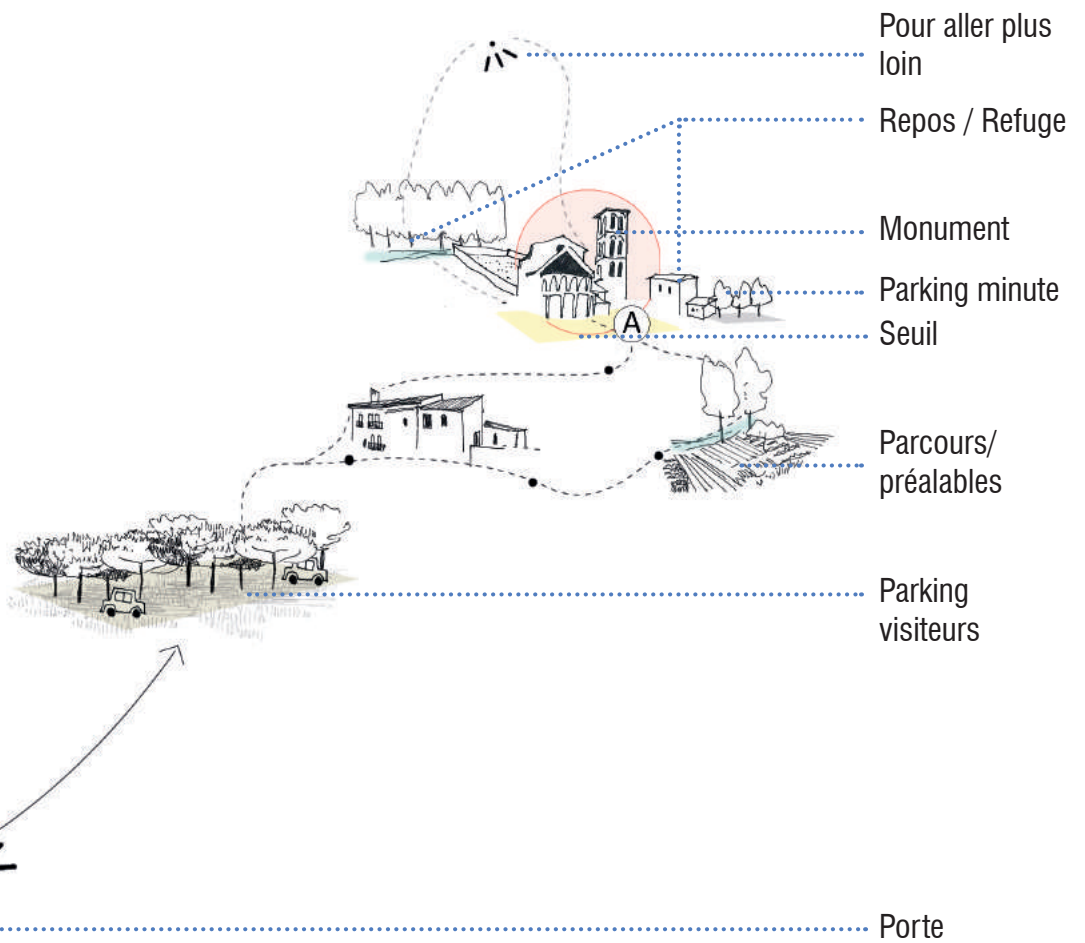 Pour aller plus
loin
Repos / Refuge
Monument
Parking minute
A
Seuil
Parcours/
préalables
Parking
visiteurs
Porte